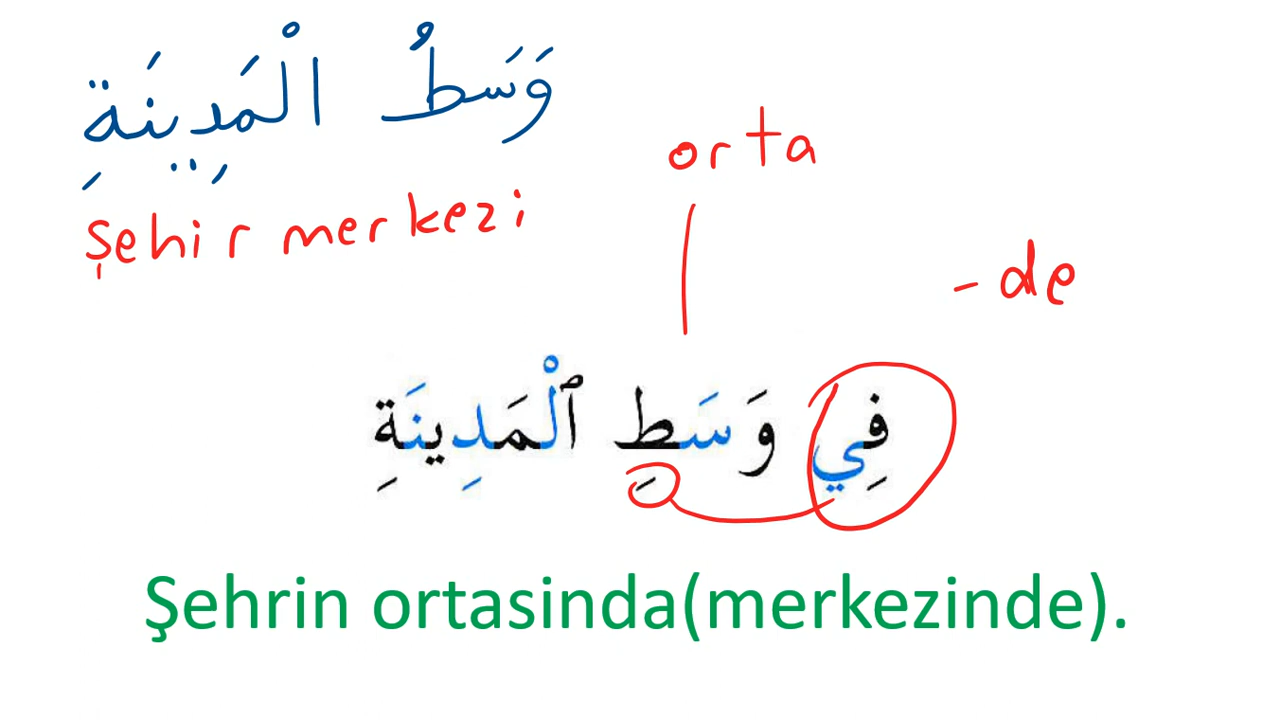 وَسَطُ الْمَدِينَةِ
şehir merkezi
orta
- de
فِي وَسَطِ ٱلْمَدِينَةِ
Şehrin ortasinda(merkezinde).